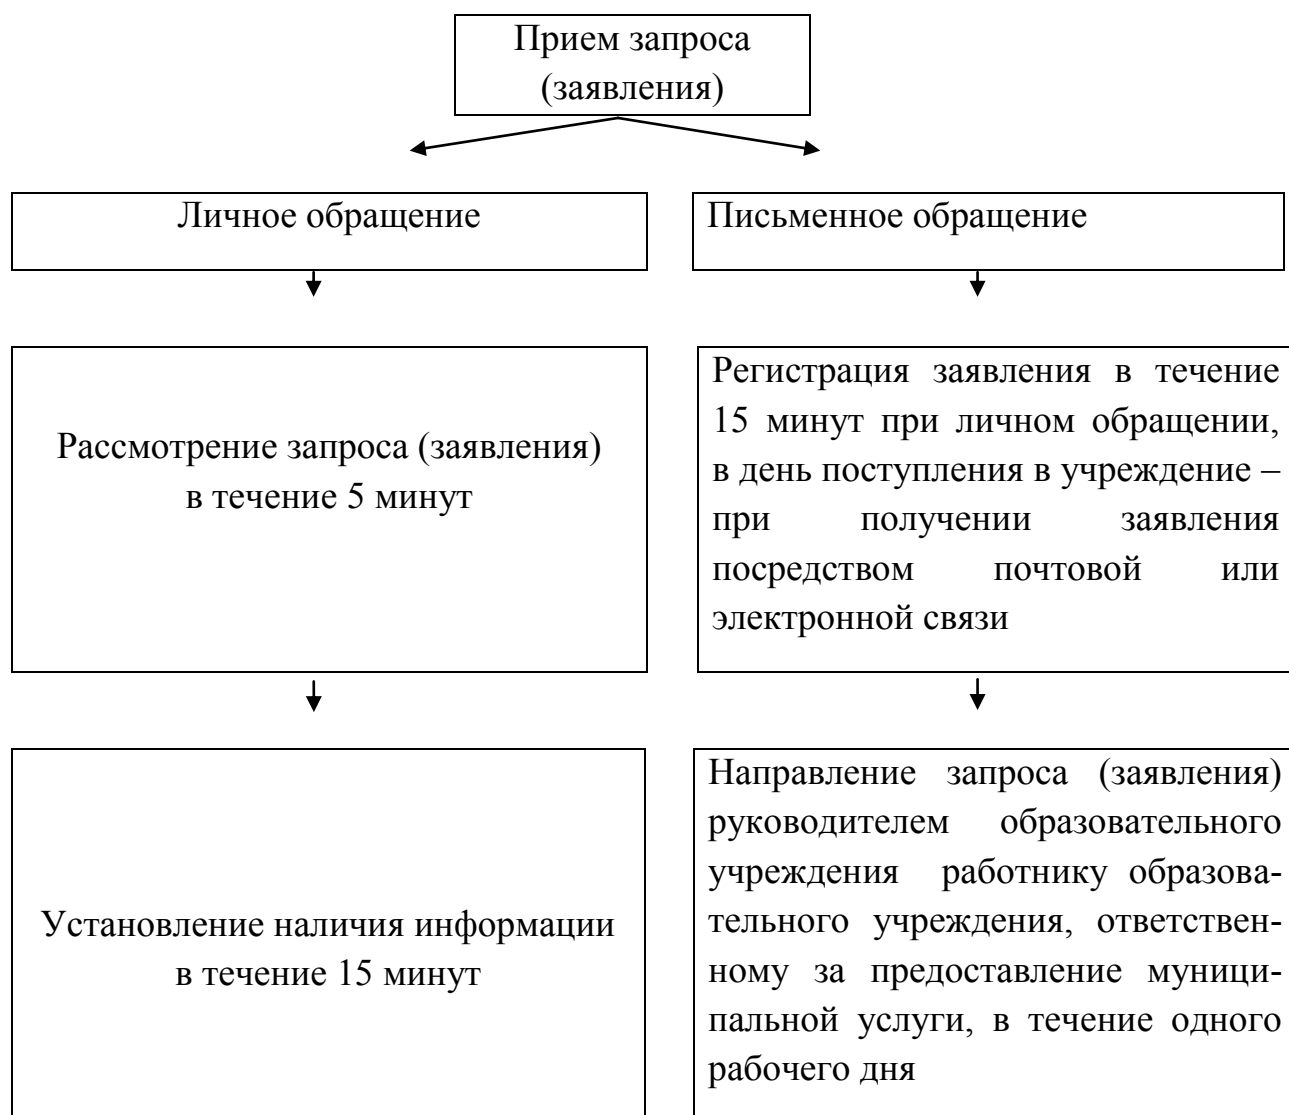 Прием запроса
(заявления)
Личное обращение
Письменное обращение
Рассмотрение запроса (заявления)
в течение 5 минут
Регистрация заявления в течение
15 минут при личном обращении,
в день поступления в учреждение –
при получении заявления
посредством почтовой или
электронной связи
Установление наличия информации
в течение 15 минут
Направление запроса (заявления)
руководителем образовательного
учреждения работнику образова-
тельного учреждения, ответствен-
ному за предоставление муници-
пальной услуги, в течение одного
рабочего дня